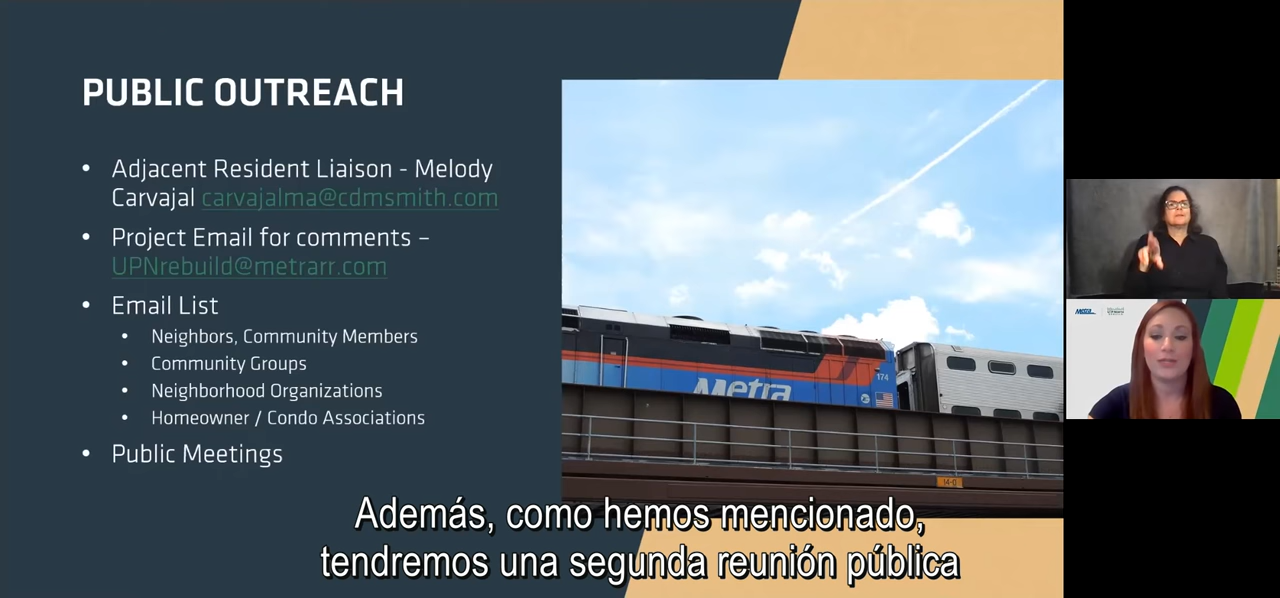 PUBLIC OUTREACH
• Adjacent Resident Liaison - Melody
Carvajal carvajalma@cdmsmith.com
• Project Email for comments –
UPNrebuild@metrarr.com
• Email List
• Neighbors, Community Members
• Community Groups
• Neighborhood Organizations
• Homeowner / Condo Associations
• Public Meetings
Metra
174
14-0
Metra
Además, como hemos mencionado,
tendremos una segunda reunión pública